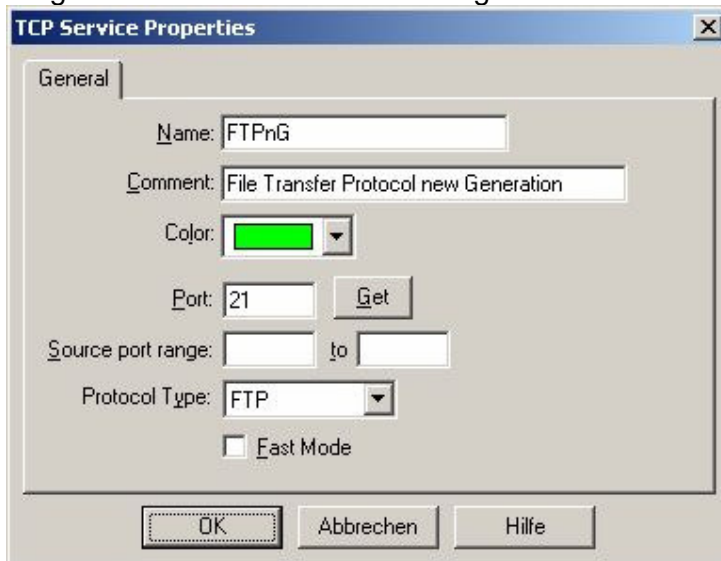 TCP Service Properties
General
Name: FTPnG
Comment: File Transfer Protocol new Generation
Color:
Port: 21 Get
Source port range: to
Protocol Type: FTP
Fast Mode
OK Abbrechen Hilfe